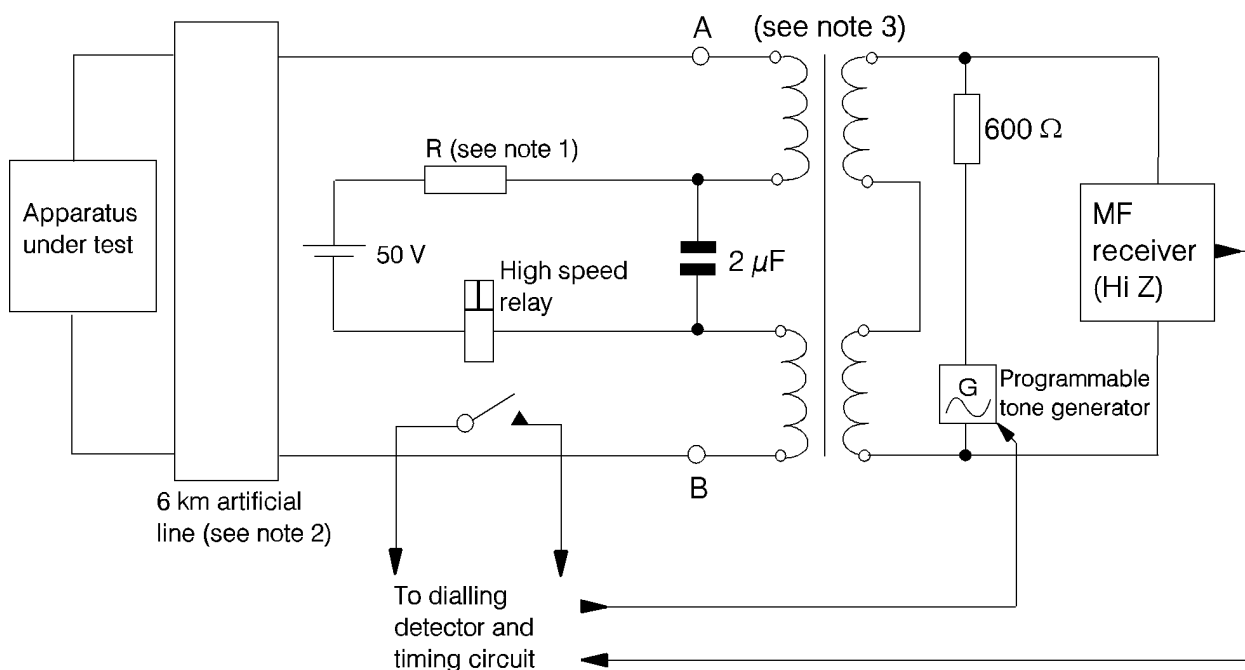 A
(see note 3)
R (see note 1)
600 Ω
Apparatus
under test
50 V
High speed
relay
2 µF
MF
receiver
(Hi Z)
G
Programmable
tone generator
B
6 km artificial
line (see note 2)
To dialling
detector and
timing circuit